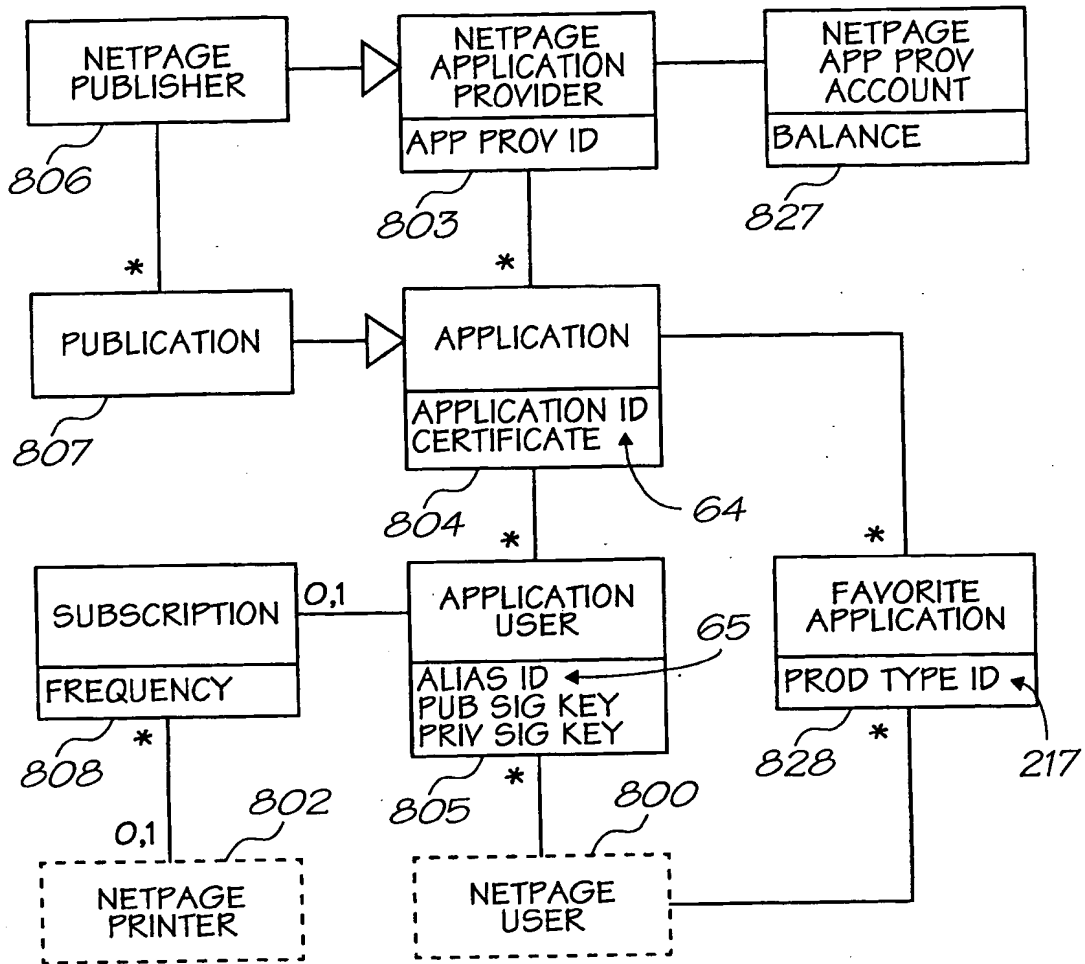 NETPAGE
PUBLISHER
806
NETPAGE
APPLICATION
PROVIDER
APP PROV ID
803
NETPAGE
APP PROV
ACCOUNT
BALANCE
827
*
*
PUBLICATION
807
APPLICATION
APPLICATION ID
CERTIFICATE
804
64
*
*
SUBSCRIPTION
FREQUENCY
808
0,1
APPLICATION
USER
ALIAS ID
PUB SIG KEY
PRIV SIG KEY
805
65
FAVORITE
APPLICATION
PROD TYPE ID
828
217
*
*
*
0,1
802
NETPAGE
PRINTER
800
NETPAGE
USER